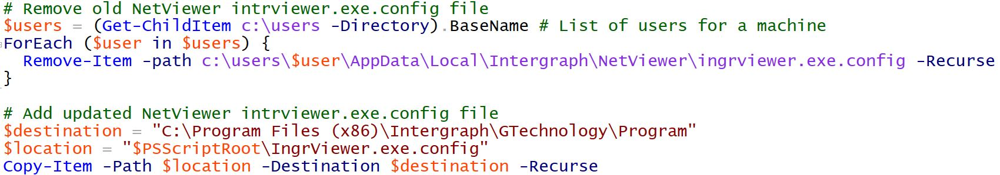 # Remove old NetViewer intrviewer.exe.config file
$users = (Get-ChildItem c:\users -Directory).BaseName # List of users for a machine
ForEach ($user in $users) {
  Remove-Item -path c:\users\$user\AppData\Local\Intergraph\NetViewer\ingrviewer.exe.config -Recurse
}

# Add updated NetViewer intrviewer.exe.config file
$destination = "C:\Program Files (x86)\Intergraph\GTechnology\Program"
$location = "$PSScriptRoot\IngrViewer.exe.config"
Copy-Item -Path $location -Destination $destination -Recurse